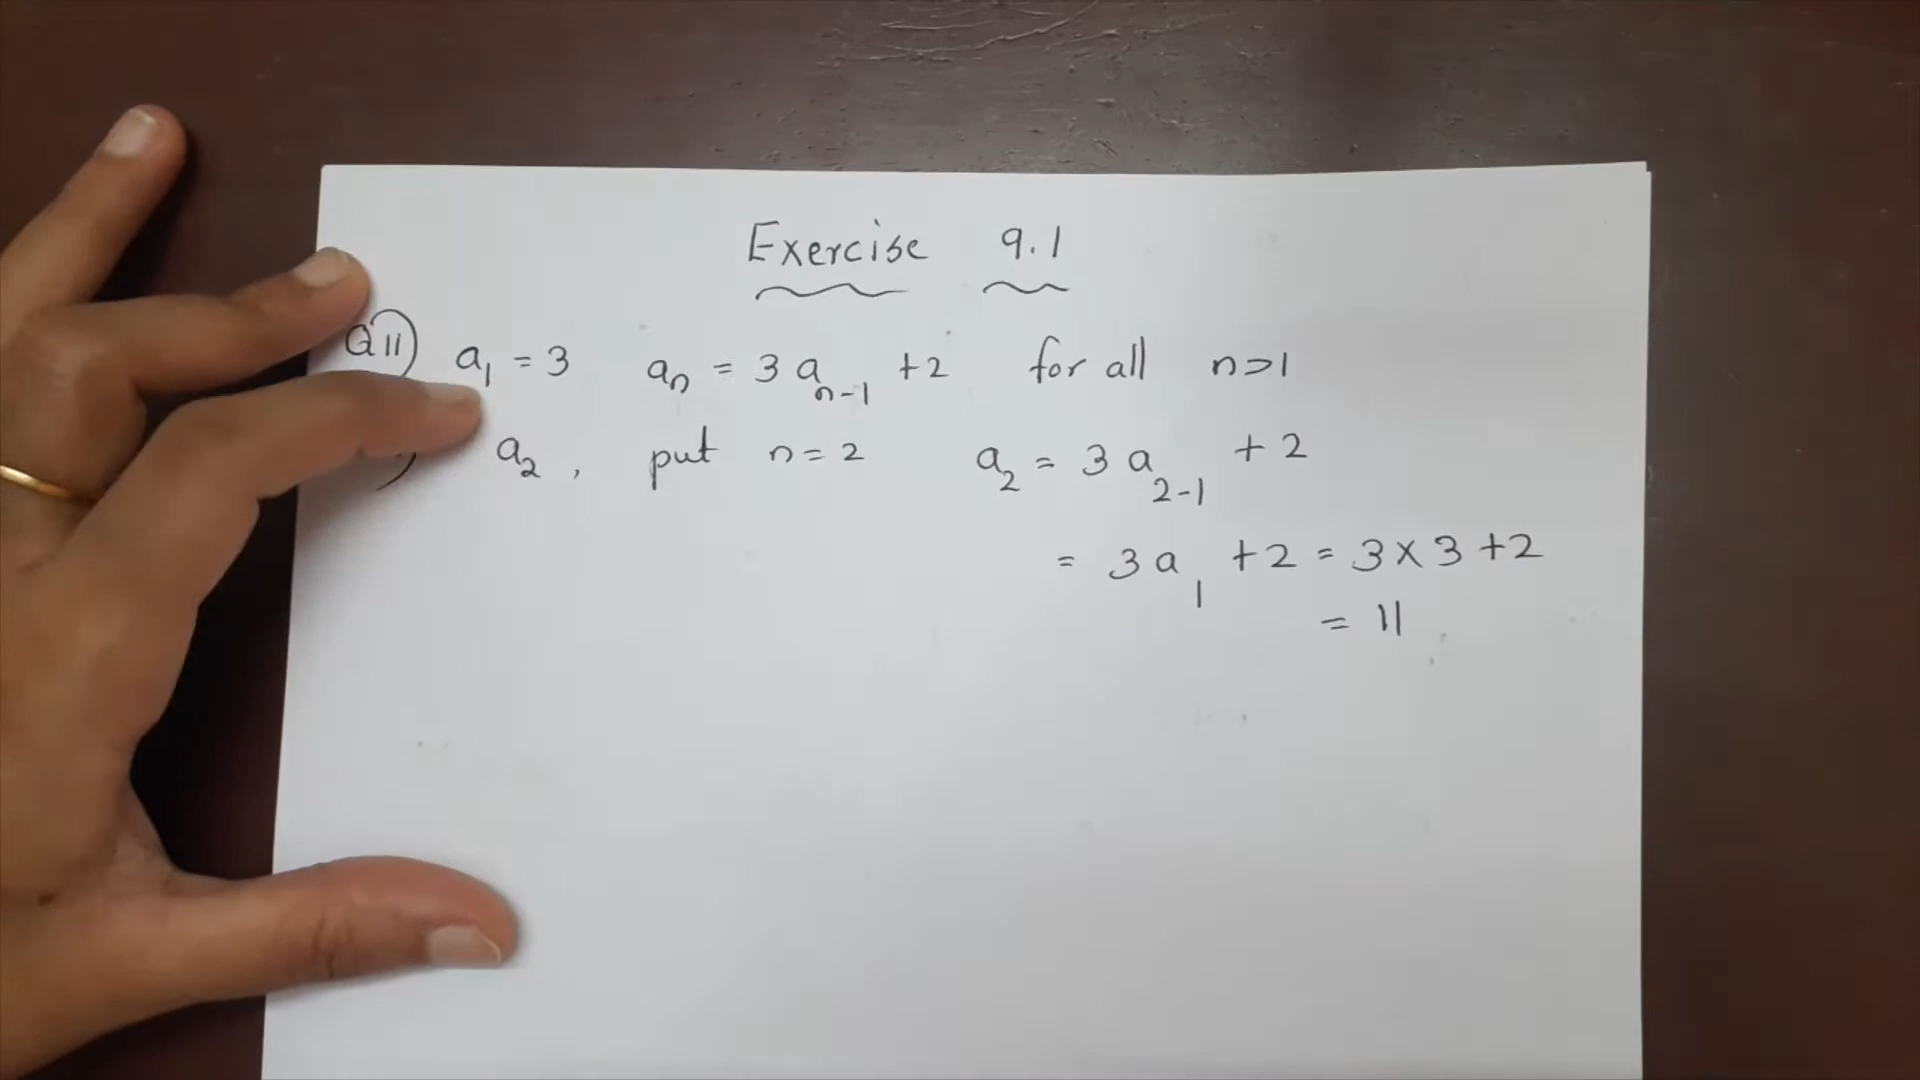 Exercise 9.1
Q11) a₁ = 3 aₙ = 3 aₙ₋₁ + 2 for all n>1
) a₂ , put n = 2 a₂ = 3 a₂₋₁ + 2
= 3 a₁ + 2 = 3 × 3 + 2
= 11